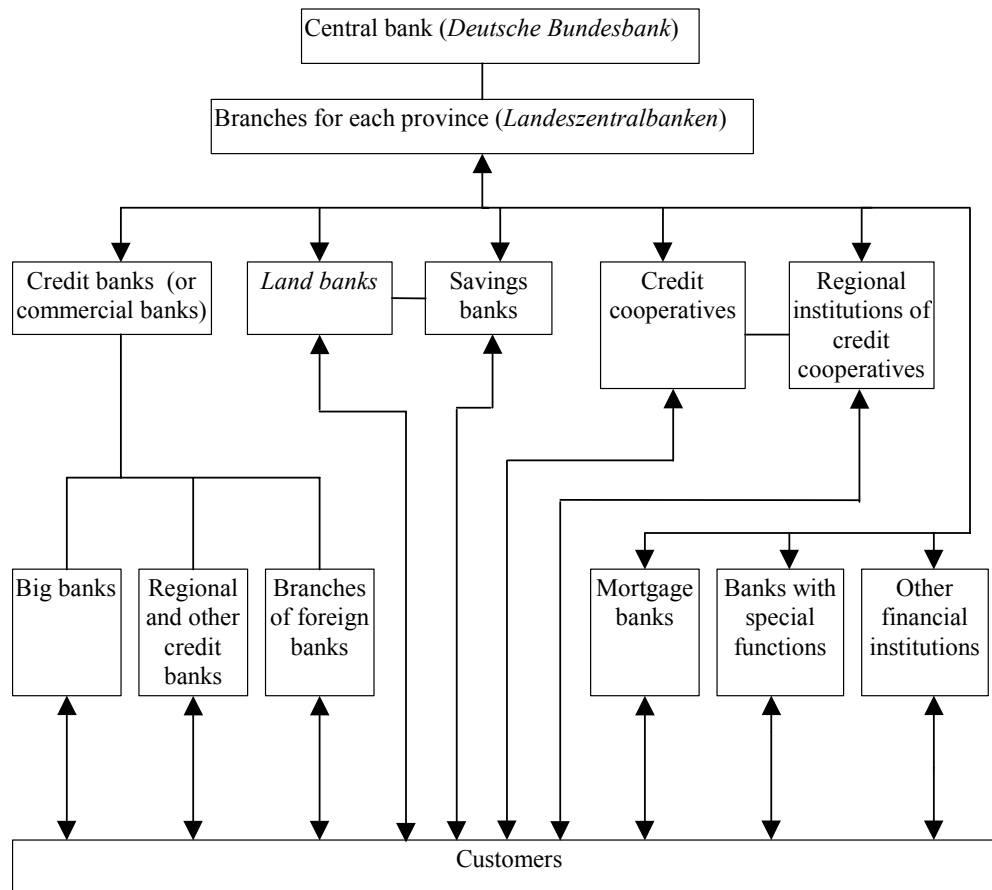 Central bank (Deutsche Bundesbank)
Branches for each province (Landeszentralbanken)
Credit banks (or
commercial banks)
Land banks
Savings
banks
Credit
cooperatives
Regional
institutions of
credit
cooperatives
Big banks
Regional
and other
credit
banks
Branches
of foreign
banks
Mortgage
banks
Banks with
special
functions
Other
financial
institutions
Customers